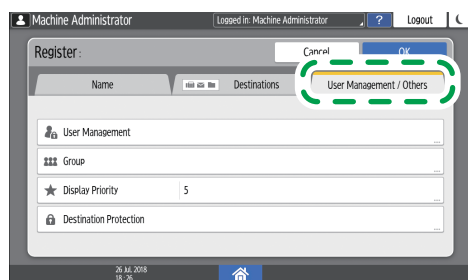 Machine Administrator
Logged in: Machine Administrator
?
Logout
Register :
Cancel
OK
Name
Destinations
User Management / Others
User Management
...
Group
...
Display Priority
5
...
Destination Protection
...
26 Jul. 2018
18 : 26